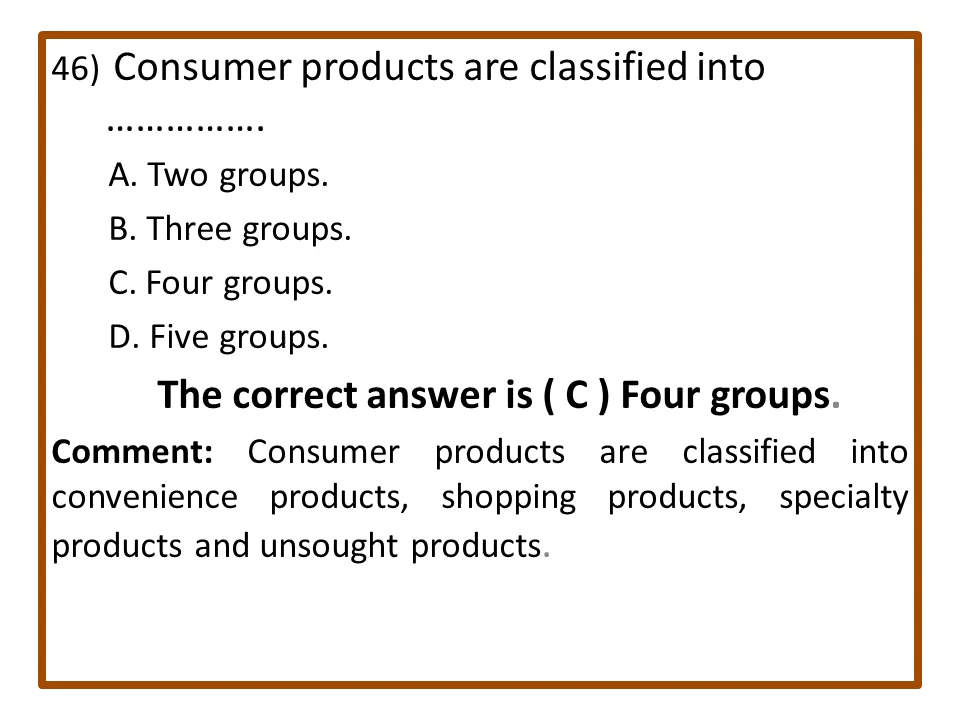 46) Consumer products are classified into
…………….
A. Two groups.
B. Three groups.
C. Four groups.
D. Five groups.
The correct answer is ( C ) Four groups.
Comment: Consumer products are classified into
convenience products, shopping products, specialty
products and unsought products.